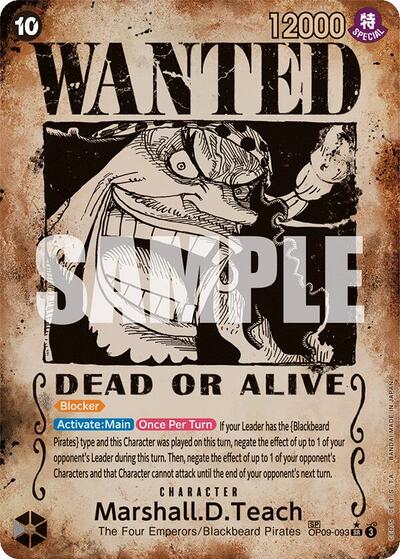 10
12000
特
SPECIAL
WANTED
SAMPLE
DEAD OR ALIVE
Blocker
Activate:Main Once Per Turn If your Leader has the {Blackbeard
Pirates} type and this Character was played on this turn, negate the effect of up to 1 of your
opponent's Leader during this turn. Then, negate the effect of up to 1 of your opponent's
Characters and that Character cannot attack until the end of your opponent's next turn.
CHARACTER
Marshall.D.Teach
The Four Emperors/Blackbeard Pirates
SP
OP09-093 SR ★ 3